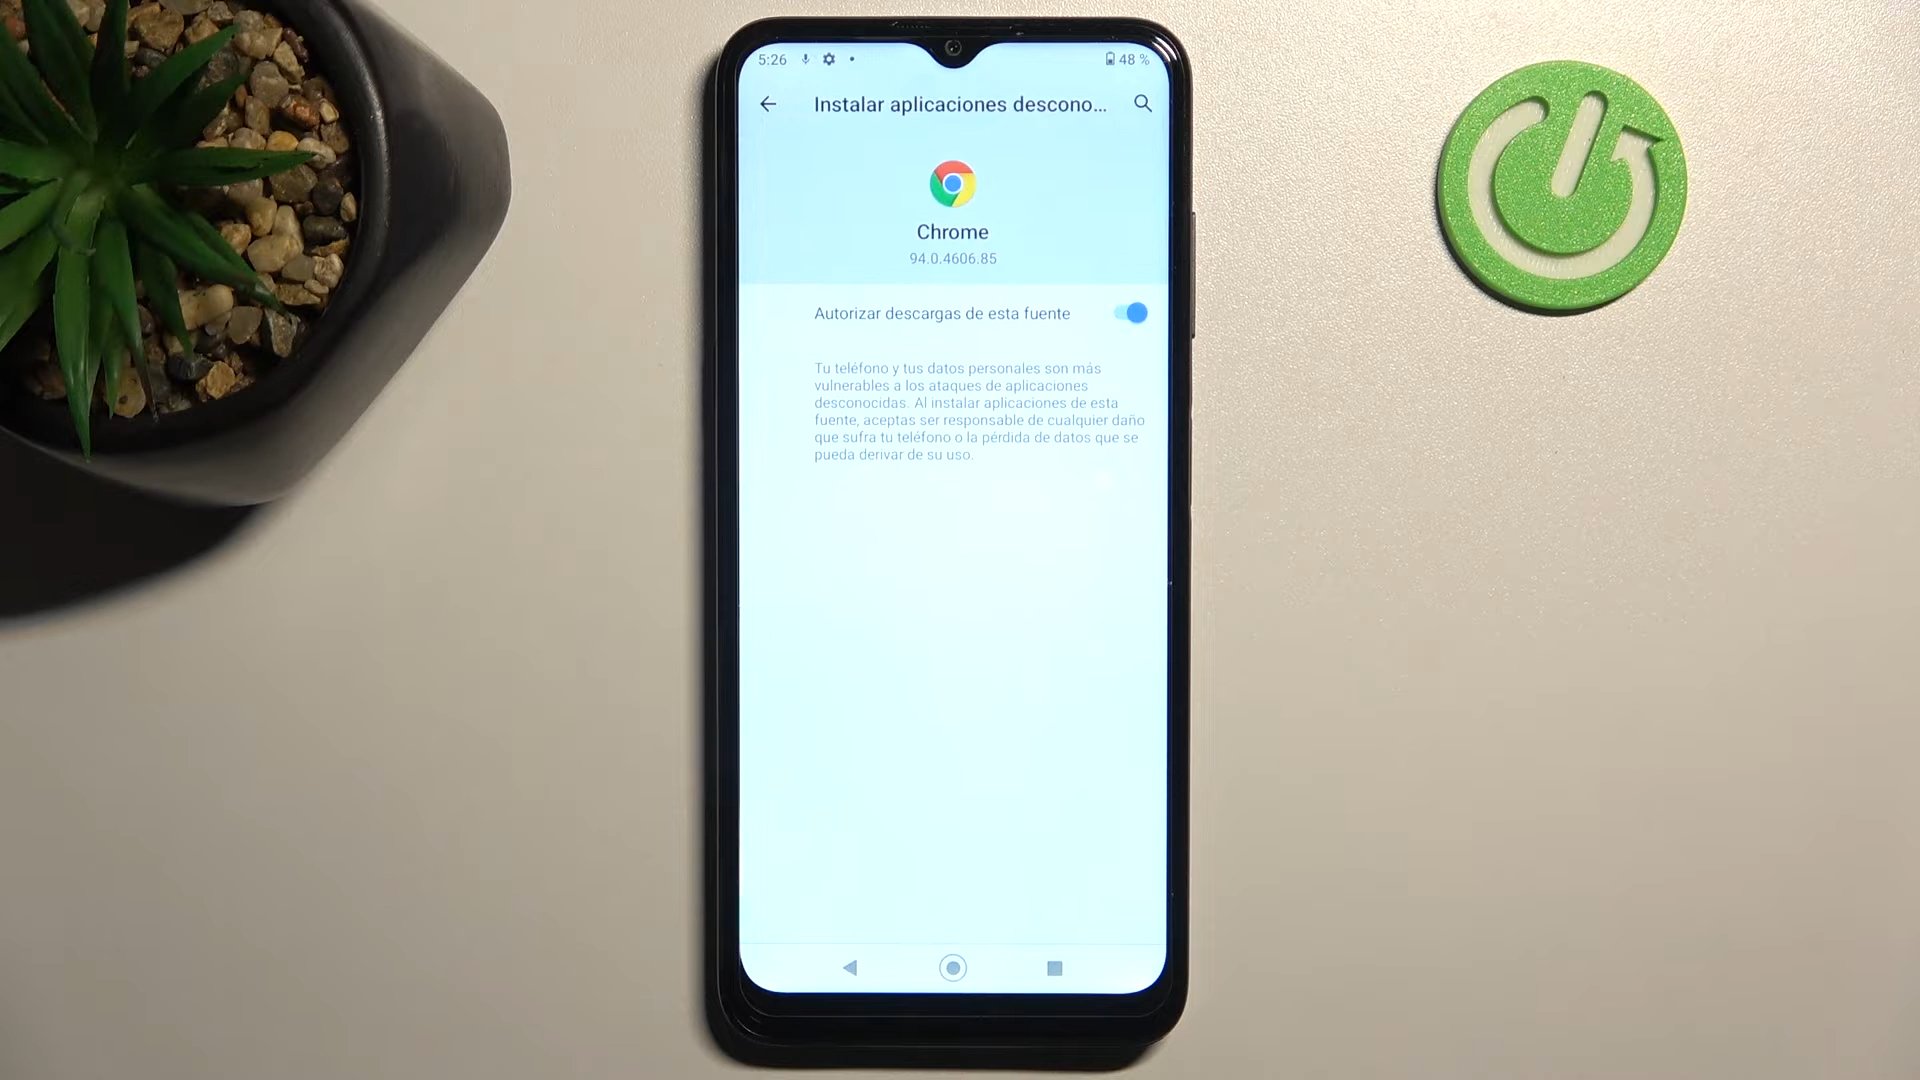 5:26
48 %
Instalar aplicaciones descono...
Chrome
94.0.4606.85
Autorizar descargas de esta fuente
Tu teléfono y tus datos personales son más
vulnerables a los ataques de aplicaciones
desconocidas. Al instalar aplicaciones de esta
fuente, aceptas ser responsable de cualquier daño
que sufra tu teléfono o la pérdida de datos que se
pueda derivar de su uso.